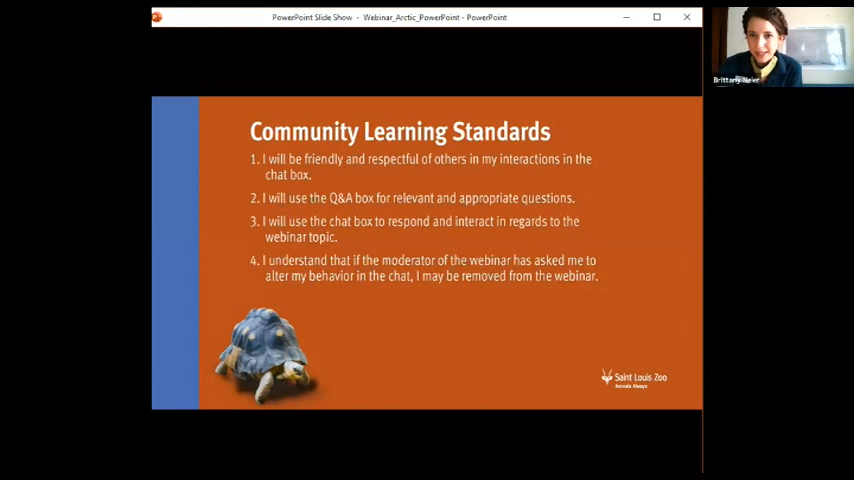 PowerPoint Slide Show - Webinar_Arctic_PowerPoint - PowerPoint
Brittany Neier
Community Learning Standards
1. I will be friendly and respectful of others in my interactions in the
chat box.
2. I will use the Q&A box for relevant and appropriate questions.
3. I will use the chat box to respond and interact in regards to the
webinar topic.
4. I understand that if the moderator of the webinar has asked me to
alter my behavior in the chat, I may be removed from the webinar.
Saint Louis Zoo
Animals Always